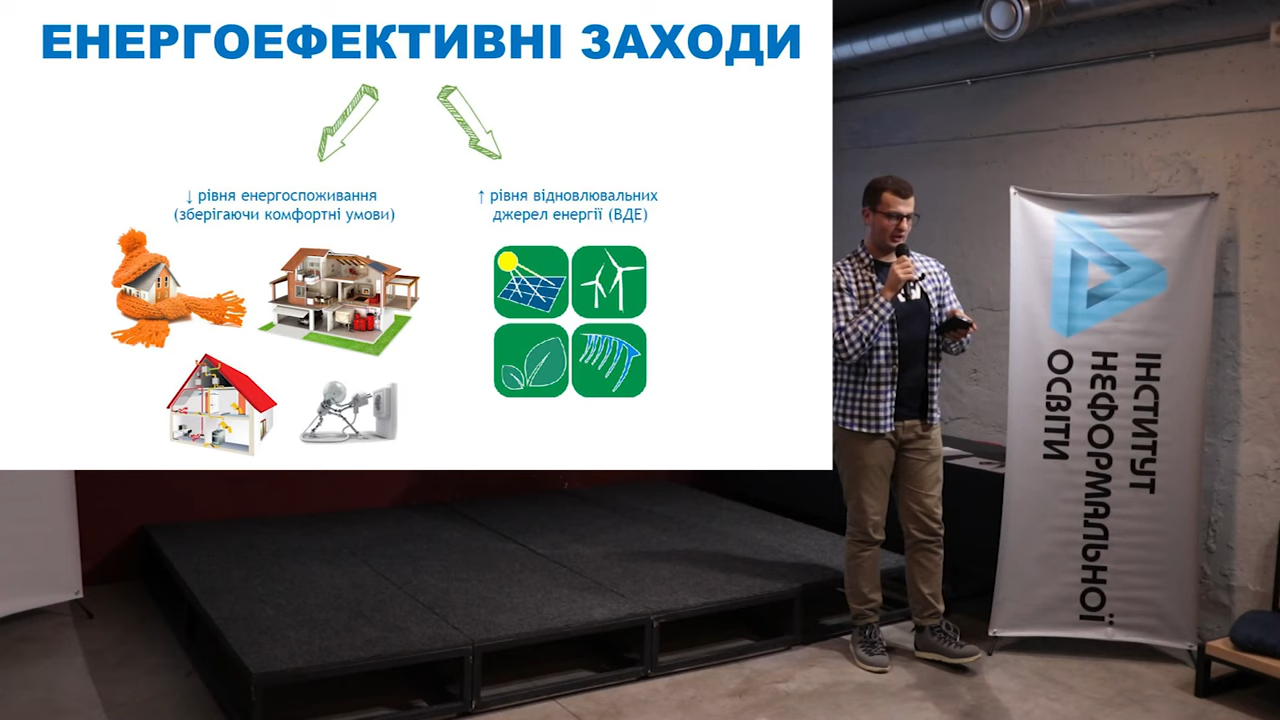 ЕНЕРГОЕФЕКТИВНІ ЗАХОДИ
↓ рівня енергоспоживання
(зберігаючи комфортні умови)
↑ рівня відновлювальних
джерел енергії (ВДЕ)
ІНСТИТУТ
НЕФОРМАЛЬНОЇ
ОСВІТИ